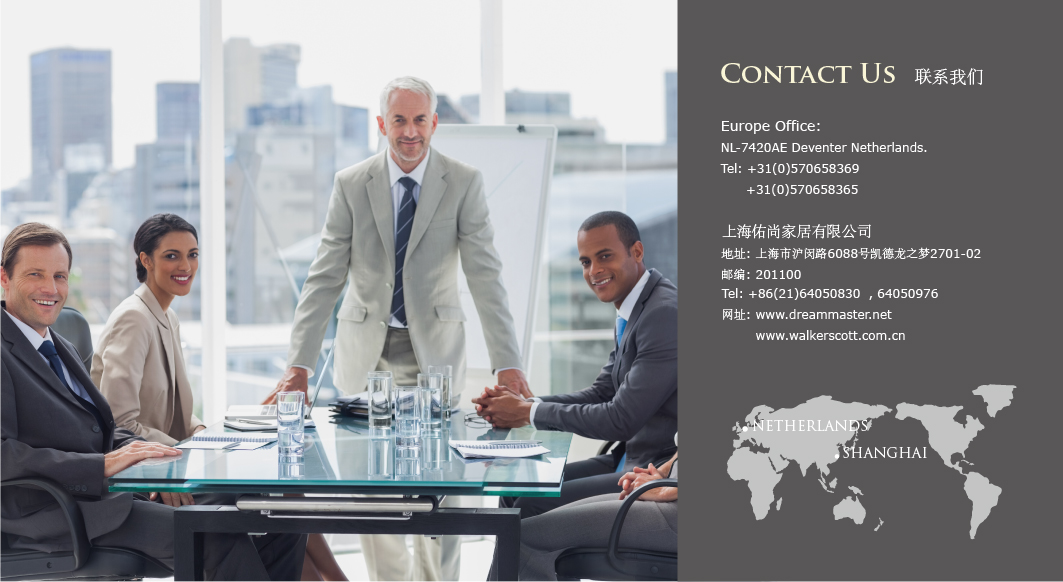 CONTACT US 联系我们
Europe Office:
NL-7420AE Deventer Netherlands.
Tel: +31(0)570658369
+31(0)570658365
上海佑尚家居有限公司
地址: 上海市沪闵路6088号凯德龙之梦2701-02
邮编: 201100
Tel: +86(21)64050830 , 64050976
网址: www.dreammaster.net
www.walkerscott.com.cn
NETHERLANDS
SHANGHAI